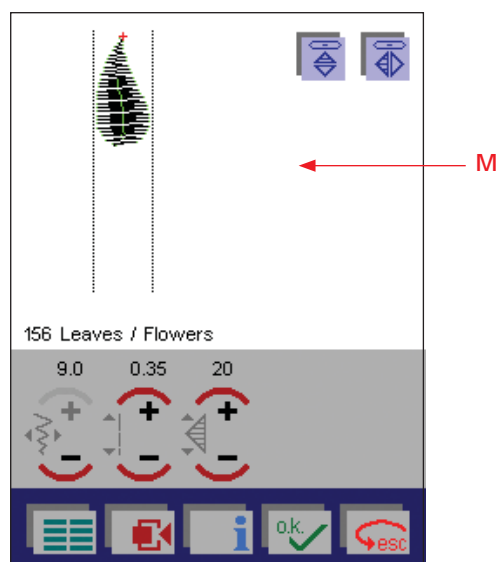 M
156 Leaves / Flowers
9.0 0.35 20
+ + +
− − −
i o.k. esc